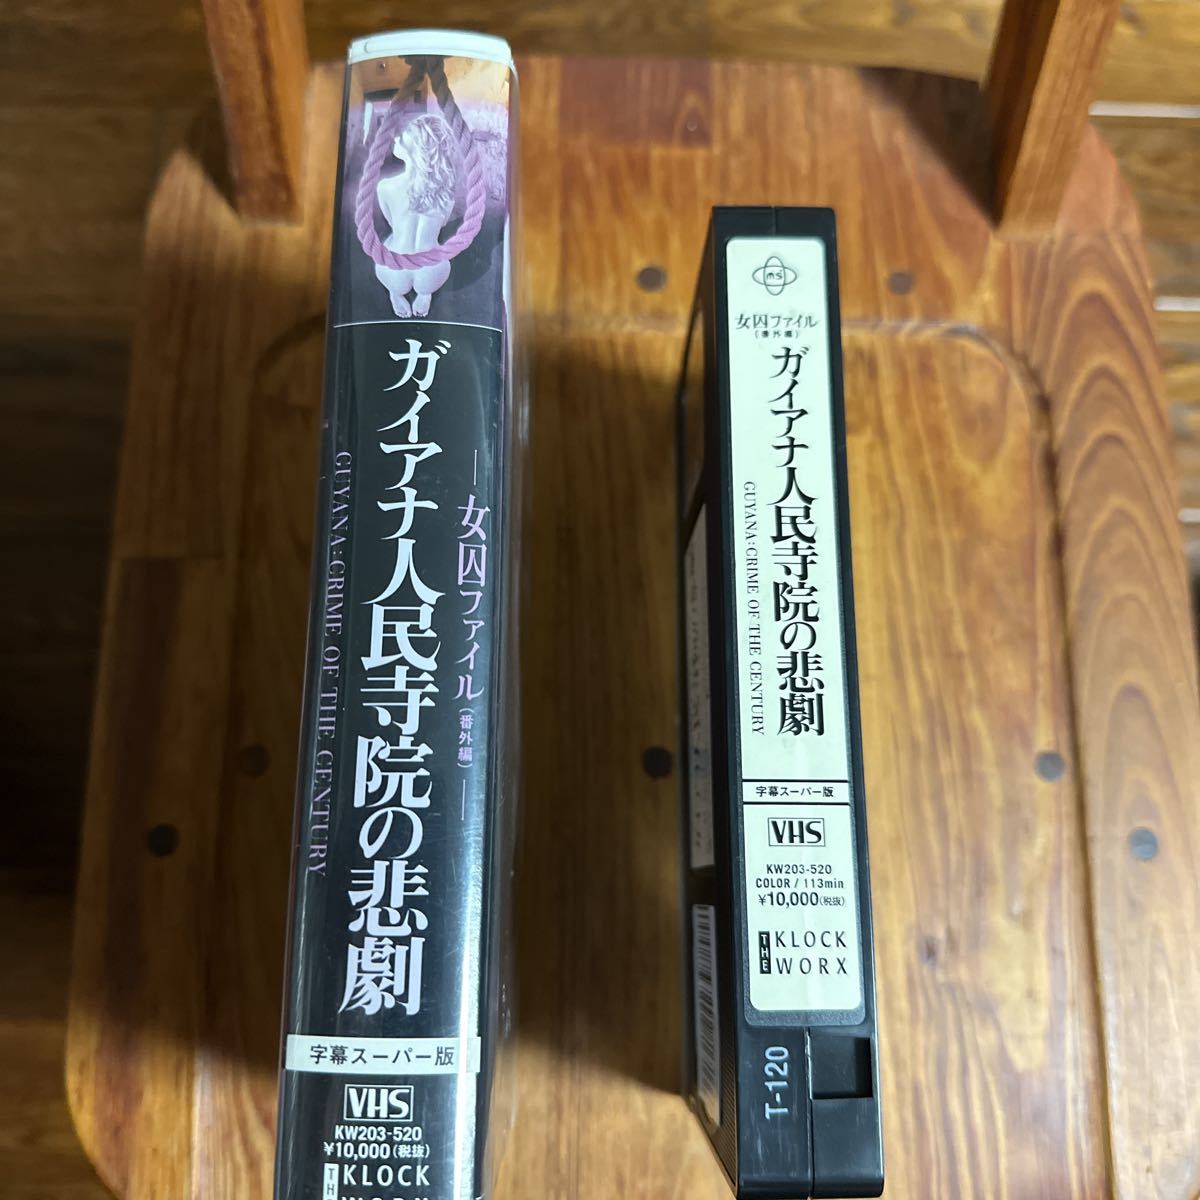 女囚ファイル
(番外編)
ガイアナ人民寺院の悲劇
GUYANA:CRIME OF THE CENTURY
字幕スーパー版
VHS
KW203-520
¥10,000(税抜)
THE
KLOCK
WORX
ms
女囚ファイル
(番外編)
ガイアナ人民寺院の悲劇
GUYANA:CRIME OF THE CENTURY
字幕スーパー版
VHS
KW203-520
COLOR / 113min
¥10,000(税抜)
THE
KLOCK
WORX
T-120